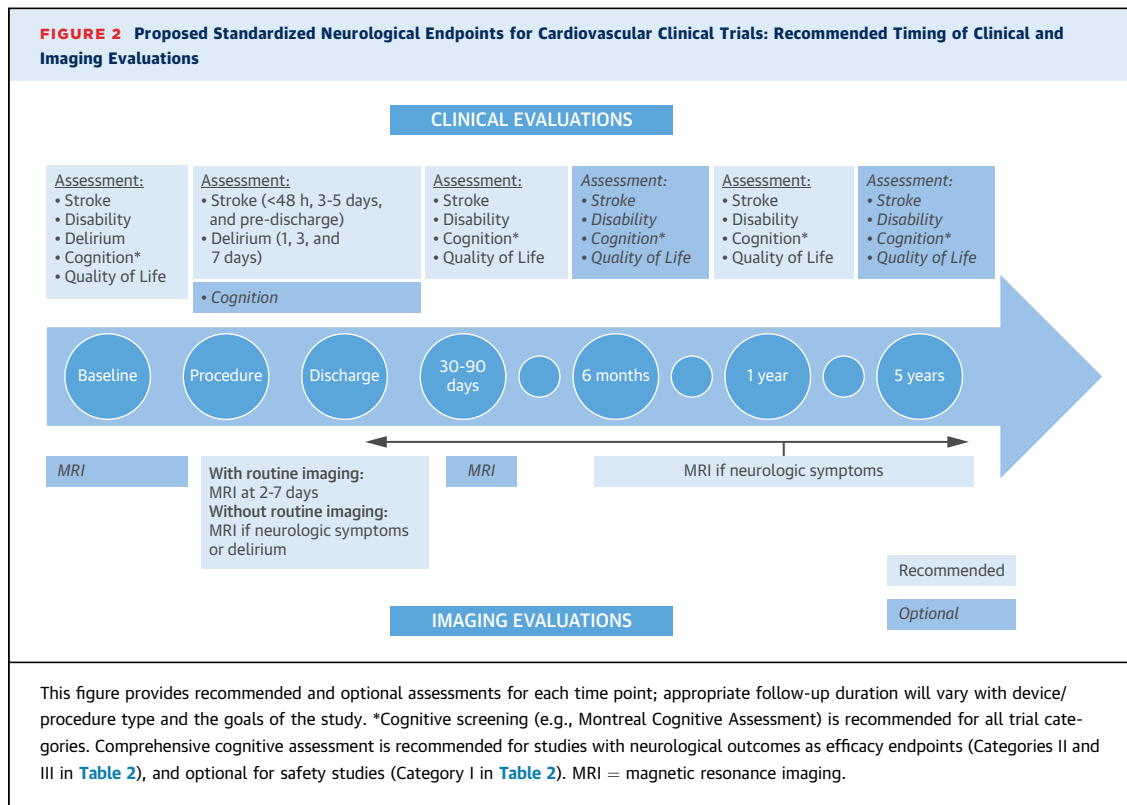 FIGURE 2 Proposed Standardized Neurological Endpoints for Cardiovascular Clinical Trials: Recommended Timing of Clinical and
Imaging Evaluations
CLINICAL EVALUATIONS
Assessment:
• Stroke
• Disability
• Delirium
• Cognition*
• Quality of Life
Assessment:
• Stroke (<48 h, 3-5 days,
and pre-discharge)
• Delirium (1, 3, and
7 days)
• Cognition
Assessment:
• Stroke
• Disability
• Cognition*
• Quality of Life
Assessment:
• Stroke
• Disability
• Cognition*
• Quality of Life
Assessment:
• Stroke
• Disability
• Cognition*
• Quality of Life
Assessment:
• Stroke
• Disability
• Cognition*
• Quality of Life
Baseline
Procedure
Discharge
30-90
days
6 months
1 year
5 years
MRI
With routine imaging:
MRI at 2-7 days
Without routine imaging:
MRI if neurologic symptoms
or delirium
MRI
MRI if neurologic symptoms
Recommended
Optional
IMAGING EVALUATIONS
This figure provides recommended and optional assessments for each time point; appropriate follow-up duration will vary with device/
procedure type and the goals of the study. *Cognitive screening (e.g., Montreal Cognitive Assessment) is recommended for all trial cate-
gories. Comprehensive cognitive assessment is recommended for studies with neurological outcomes as efficacy endpoints (Categories II and
III in Table 2), and optional for safety studies (Category I in Table 2). MRI = magnetic resonance imaging.